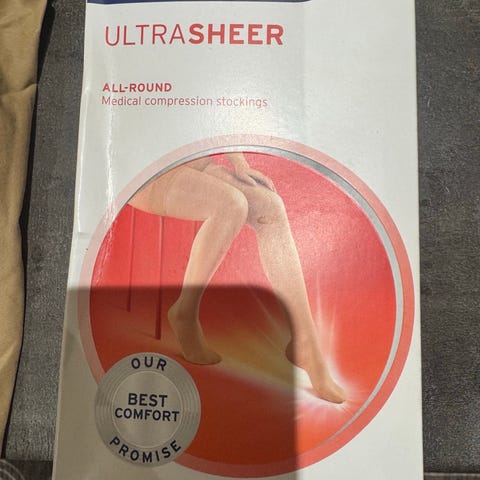 ULTRASHEER
ALL-ROUND
Medical compression stockings
OUR
BEST
COMFORT
PROMISE